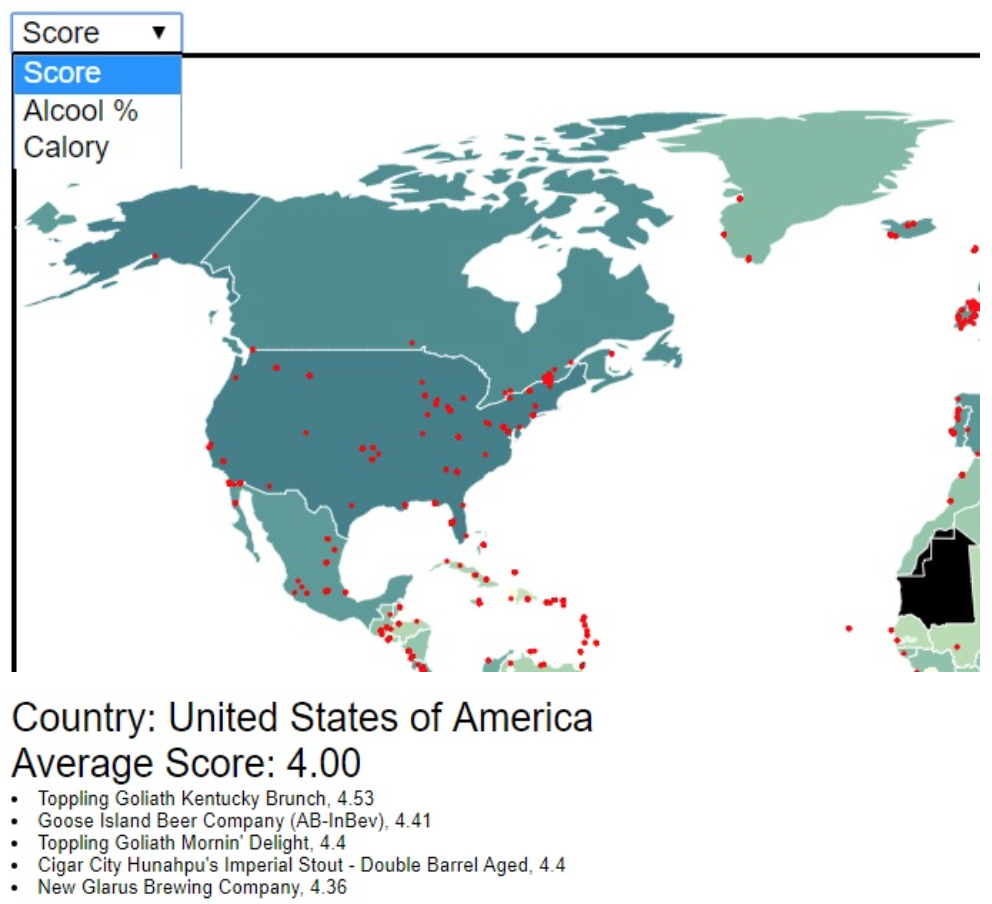 Score ▼
Score
Alcool %
Calory
Country: United States of America
Average Score: 4.00
• Toppling Goliath Kentucky Brunch, 4.53
• Goose Island Beer Company (AB-InBev), 4.41
• Toppling Goliath Mornin' Delight, 4.4
• Cigar City Hunahpu's Imperial Stout - Double Barrel Aged, 4.4
• New Glarus Brewing Company, 4.36